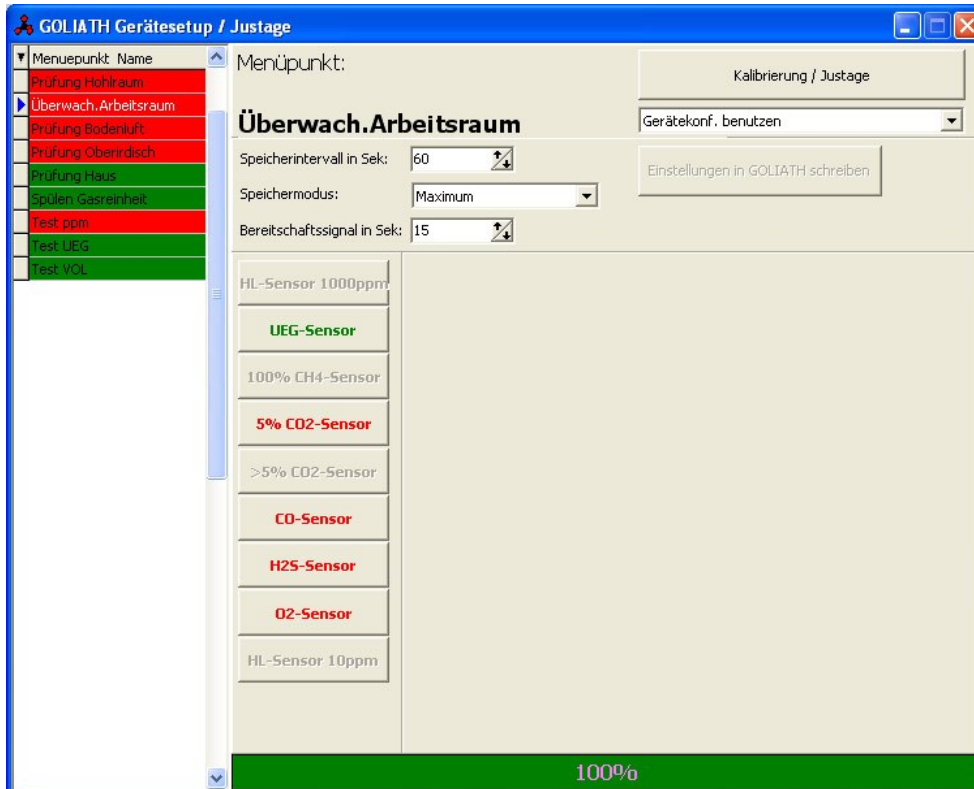 GOLIATH Gerätesetup / Justage
Menuepunkt Name
Prüfung Hohlraum
Überwach.Arbeitsraum
Prüfung Bodenluft
Prüfung Oberirdisch
Prüfung Haus
Spülen Gasreinheit
Test ppm
Test UEG
Test VOL
Menüpunkt:
Überwach.Arbeitsraum
Kalibrierung / Justage
Gerätekonf. benutzen
Speicherintervall in Sek: 60
Einstellungen in GOLIATH schreiben
Speichermodus: Maximum
Bereitschaftssignal in Sek: 15
HL-Sensor 1000ppm
UEG-Sensor
100% CH4-Sensor
5% CO2-Sensor
>5% CO2-Sensor
CO-Sensor
H2S-Sensor
O2-Sensor
HL-Sensor 10ppm
100%